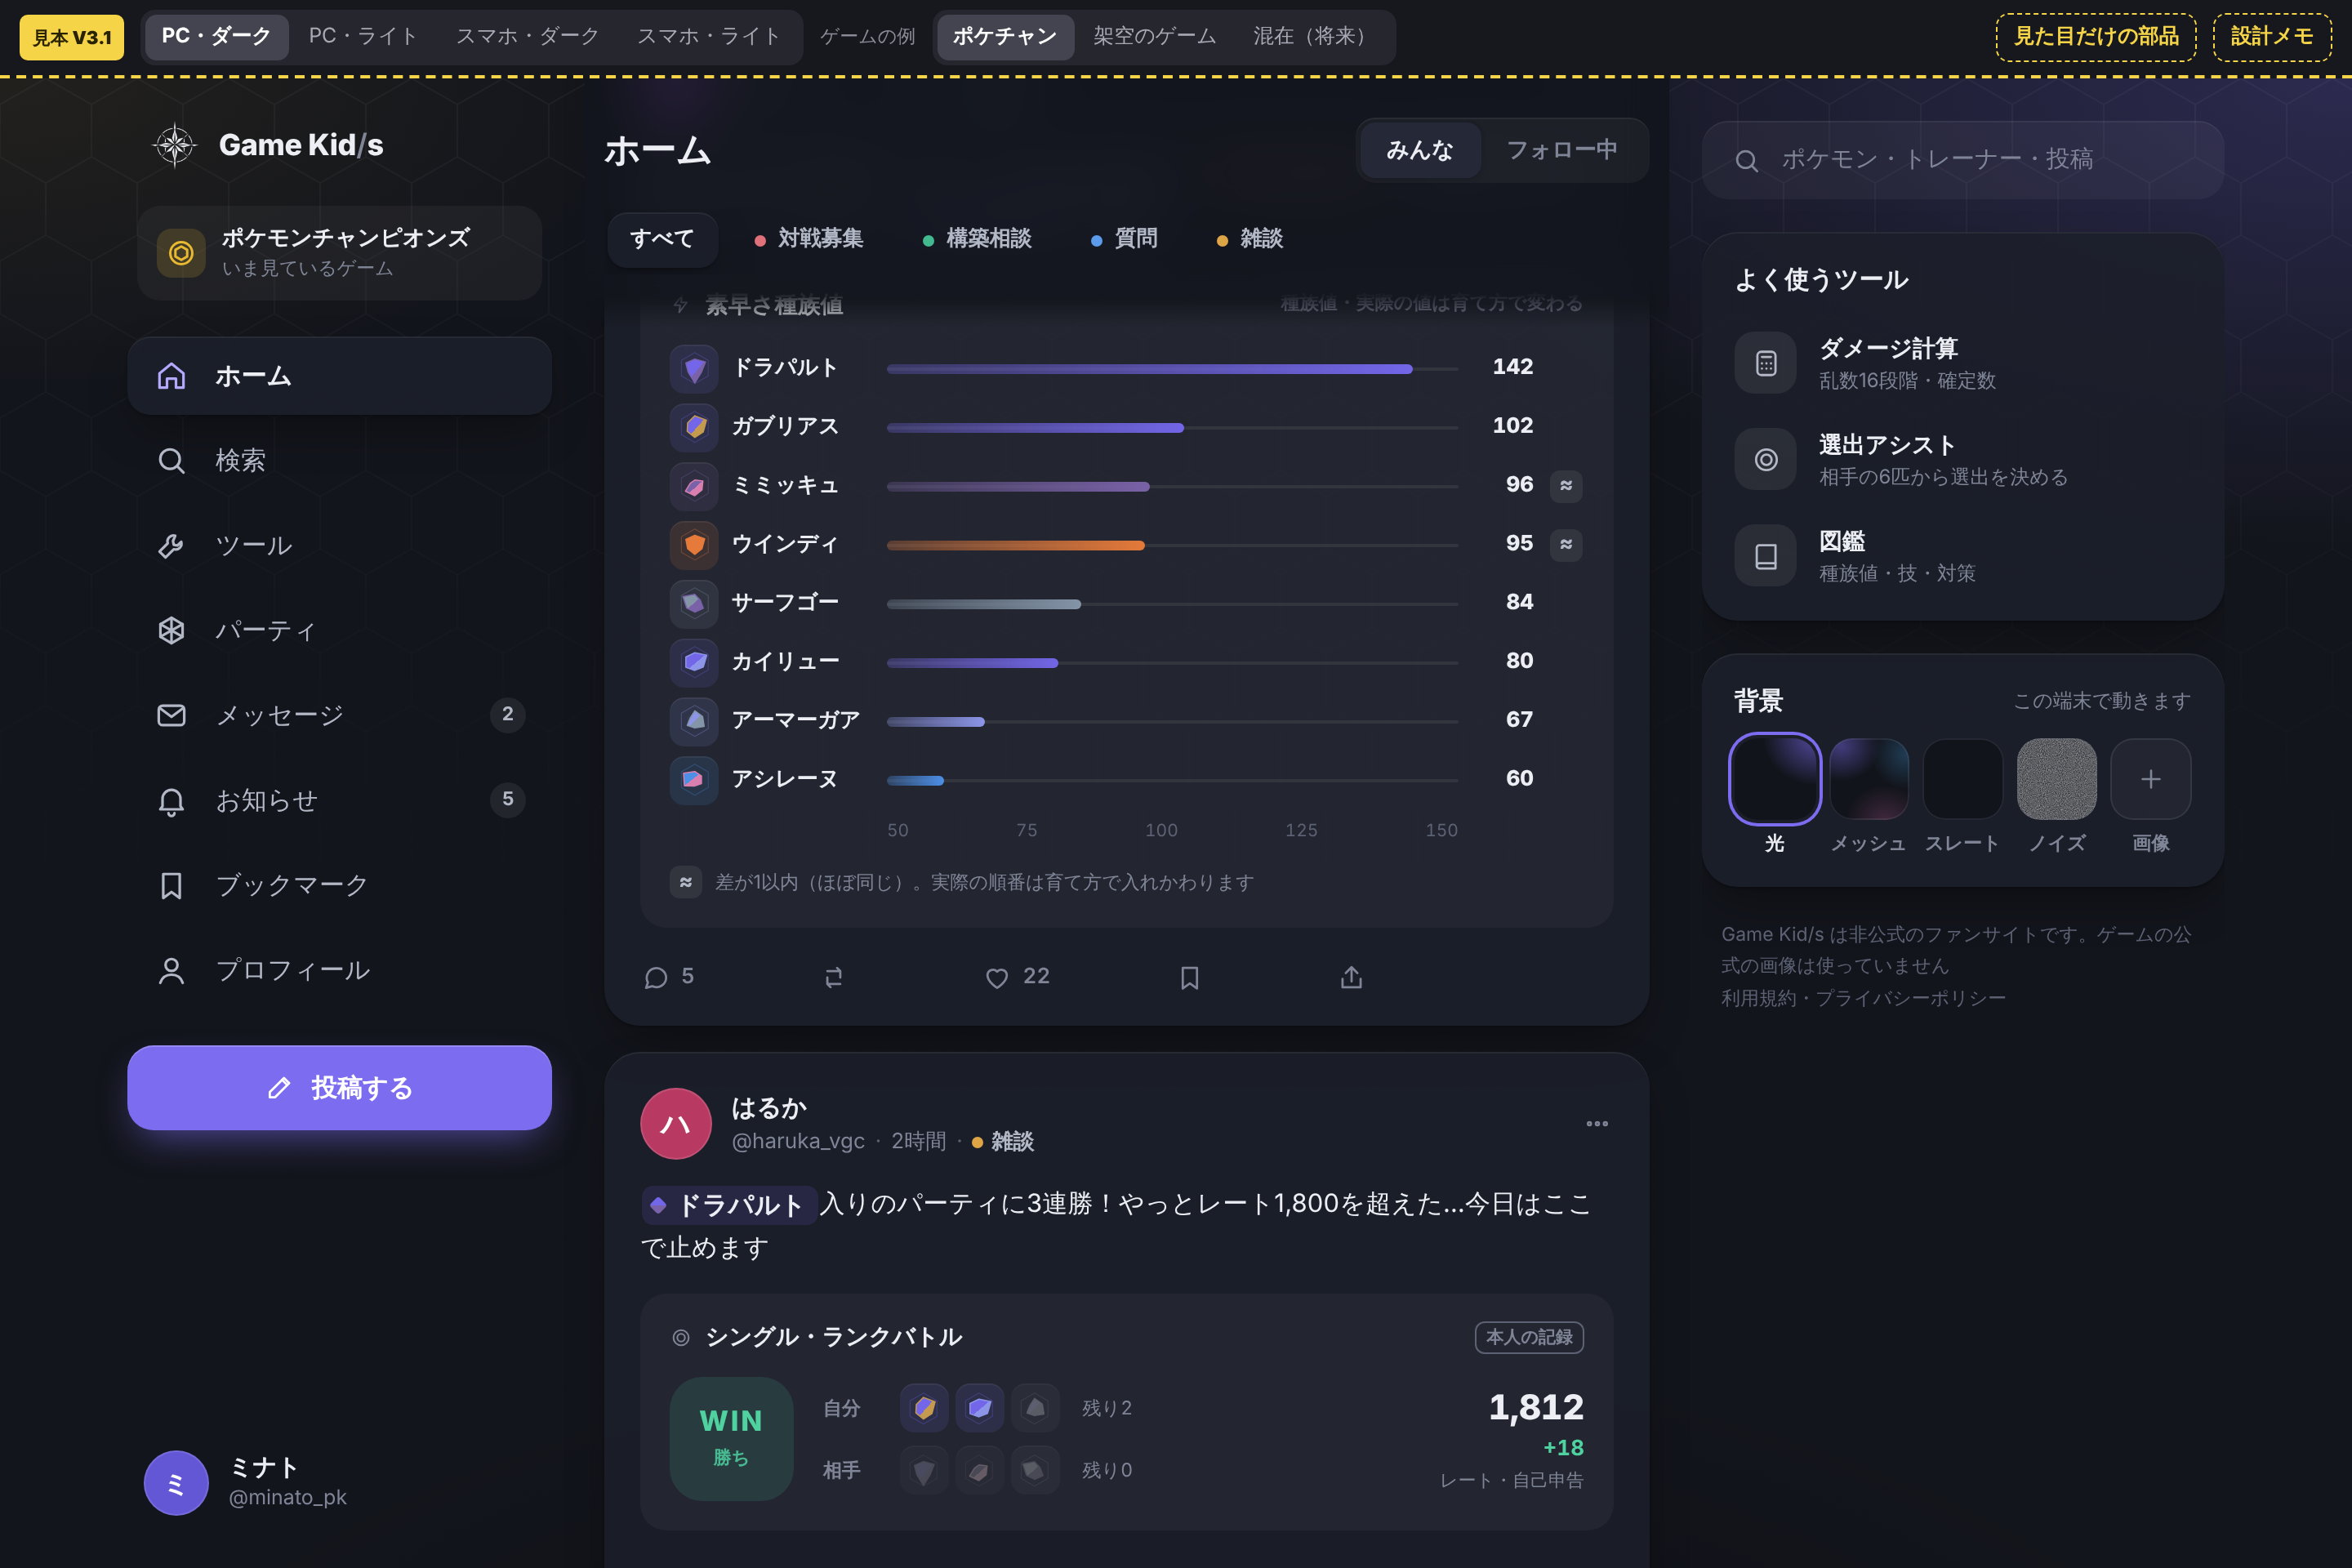 見本 V3.1
PC・ダーク
PC・ライト
スマホ・ダーク
スマホ・ライト
ゲームの例
ポケチャン
架空のゲーム
混在（将来）
見た目だけの部品
設計メモ
Game Kid/s
ポケモンチャンピオンズ
いま見ているゲーム
ホーム
検索
ツール
パーティ
メッセージ
2
お知らせ
5
ブックマーク
プロフィール
投稿する
ミ
ミナト
@minato_pk
ホーム
みんな
フォロー中
すべて
対戦募集
構築相談
質問
雑談
素早さ種族値
種族値・実際の値は育て方で変わる
ドラパルト 142
ガブリアス 102
ミミッキュ 96 ≈
ウインディ 95 ≈
サーフゴー 84
カイリュー 80
アーマーガア 67
アシレーヌ 60
50 75 100 125 150
≈ 差が1以内（ほぼ同じ）。実際の順番は育て方で入れかわります
5
22
ハ
はるか
@haruka_vgc · 2時間 · 雑談
ドラパルト 入りのパーティに3連勝！やっとレート1,800を超えた…今日はここ
で止めます
シングル・ランクバトル
本人の記録
WIN
勝ち
自分
残り2
相手
残り0
1,812
+18
レート・自己申告
ポケモン・トレーナー・投稿
よく使うツール
ダメージ計算
乱数16段階・確定数
選出アシスト
相手の6匹から選出を決める
図鑑
種族値・技・対策
背景
この端末で動きます
光
メッシュ
スレート
ノイズ
画像
Game Kid/s は非公式のファンサイトです。ゲームの公
式の画像は使っていません
利用規約・プライバシーポリシー